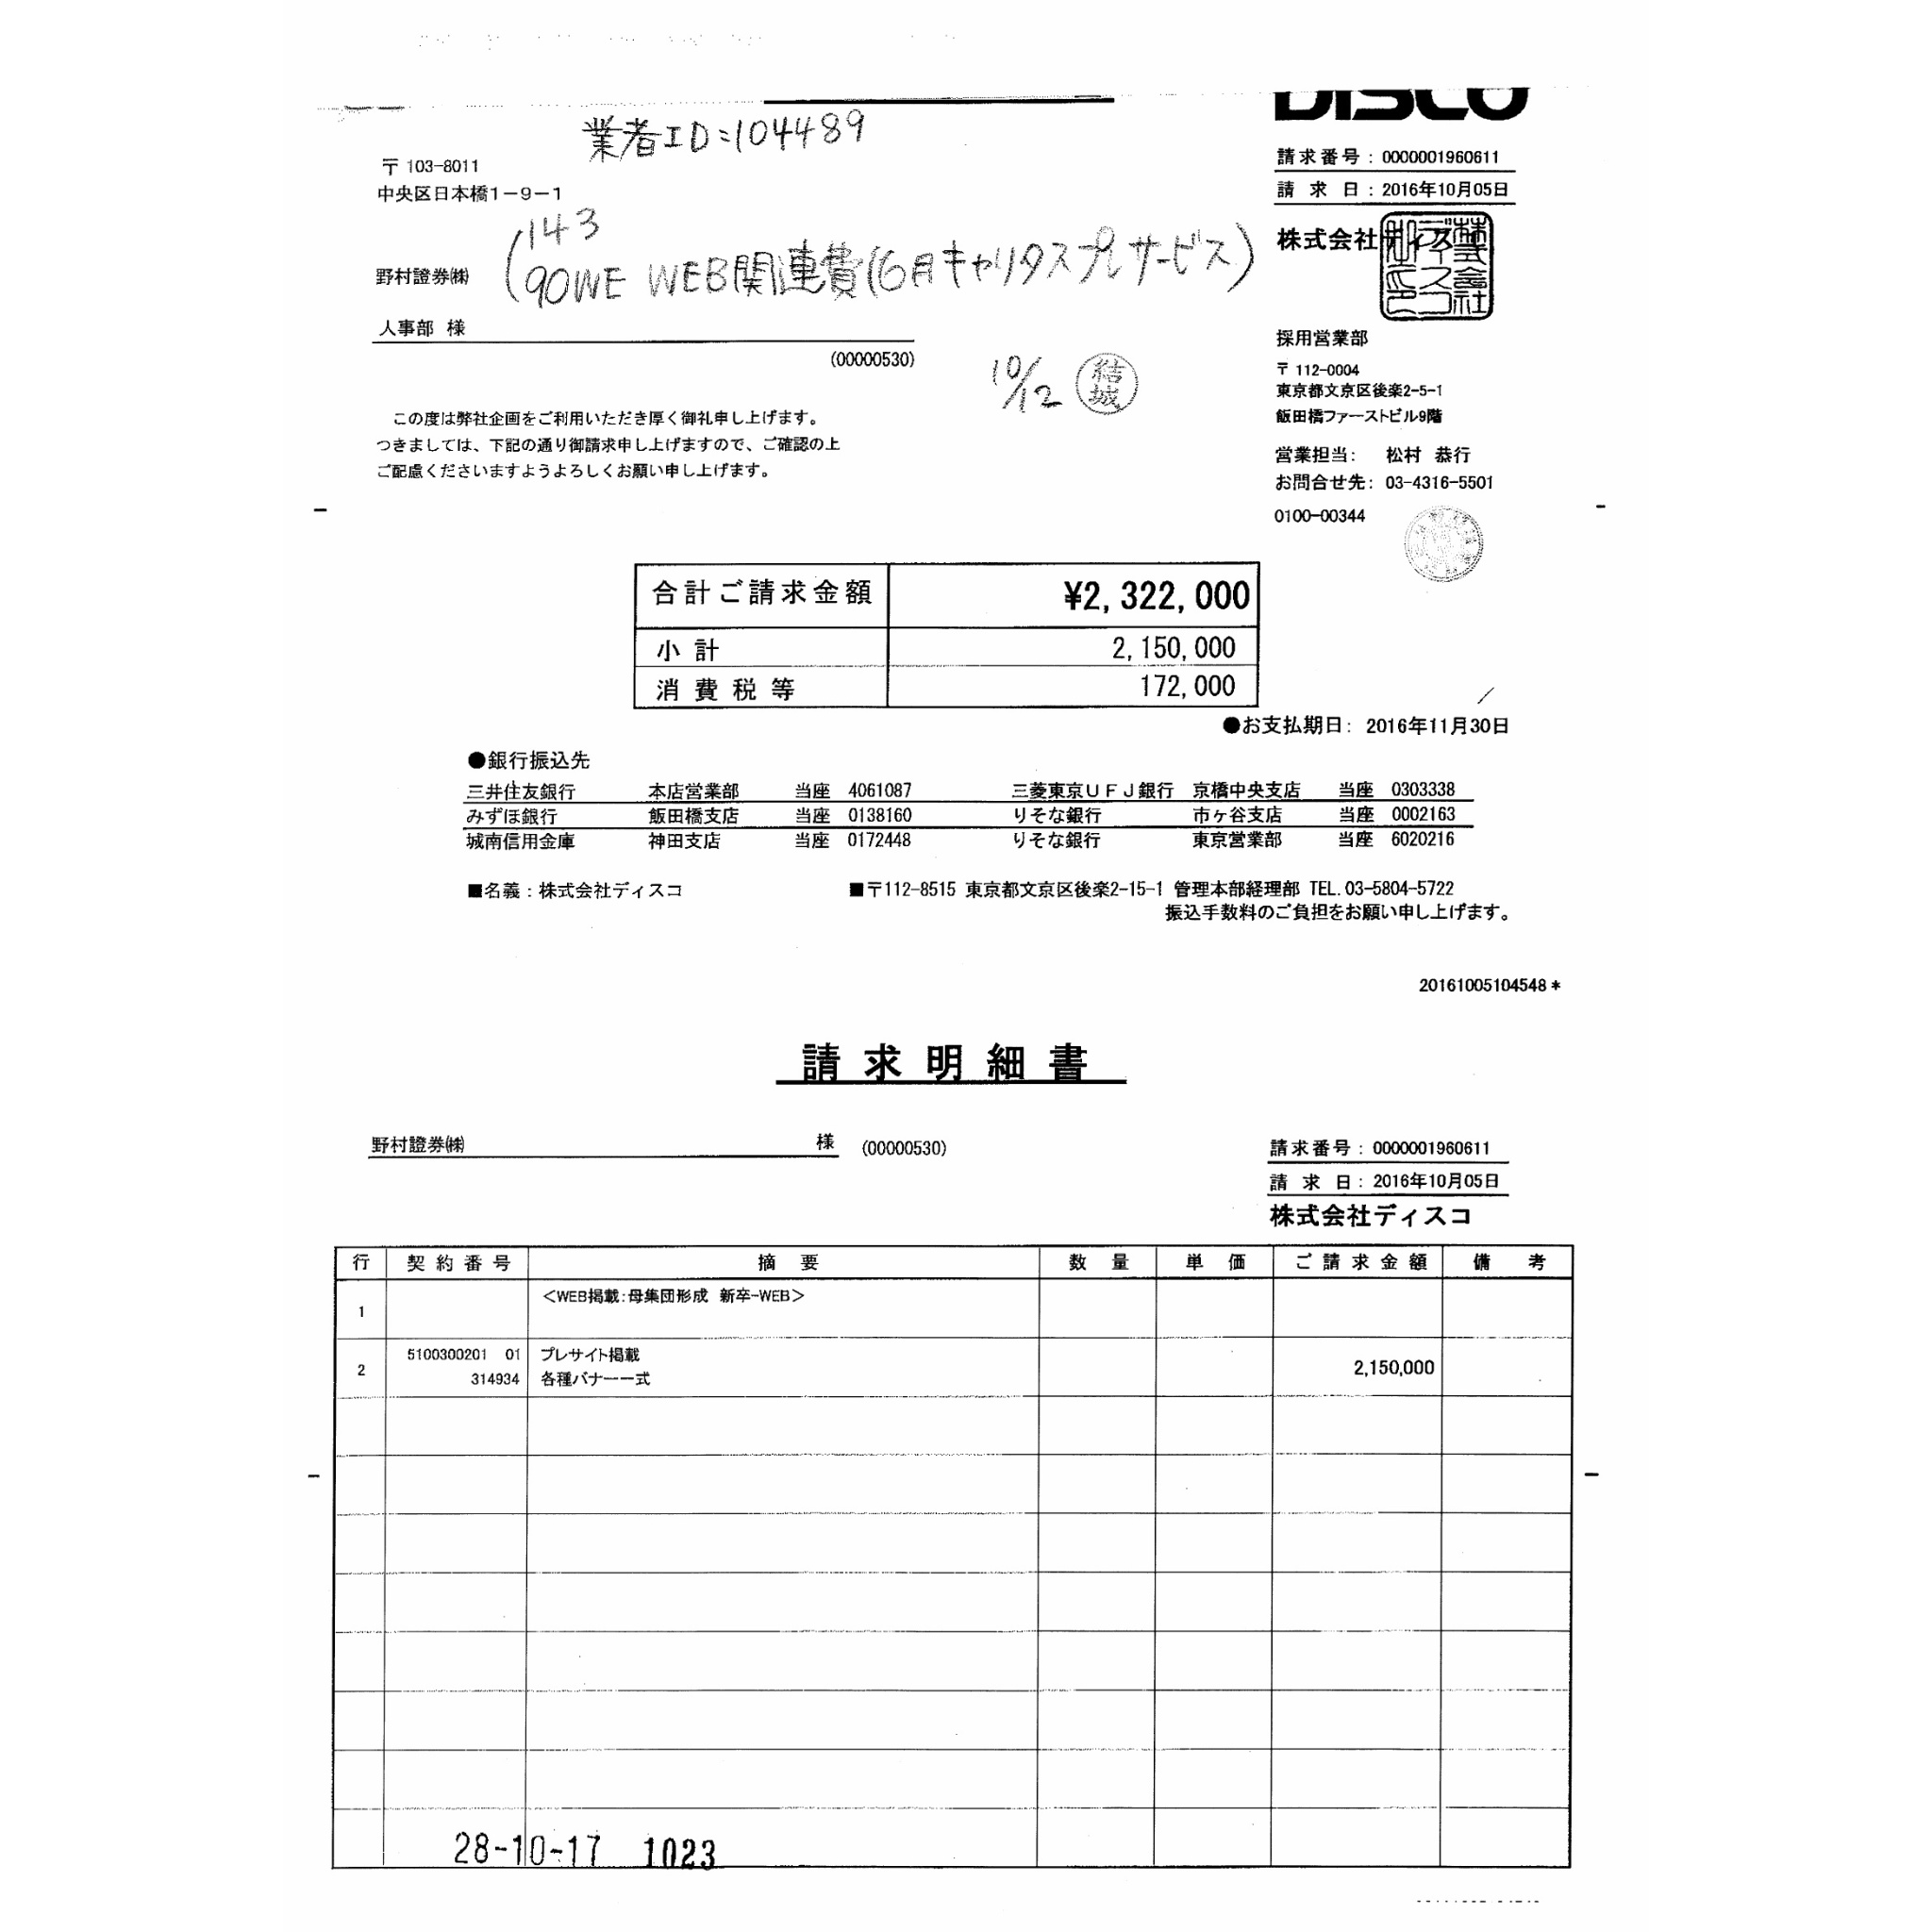 DISCO
業者ID:104489
〒 103-8011
中央区日本橋1-9-1
請求番号：0000001960611
請 求 日：2016年10月05日
143
90WE WEB関連費(6月キャリタスプレサービス)
野村證券㈱
株式会社ディスコ
人事部 様
(00000530)
10/12 結城
採用営業部
〒 112-0004
東京都文京区後楽2-5-1
飯田橋ファーストビル9階
この度は弊社企画をご利用いただき厚く御礼申し上げます。
つきましては、下記の通り御請求申し上げますので、ご確認の上
ご配慮くださいますようよろしくお願い申し上げます。
営業担当： 松村 恭行
お問合せ先： 03-4316-5501
0100-00344
合計ご請求金額 ¥2,322,000
小計 2,150,000
消費税等 172,000
●お支払期日： 2016年11月30日
●銀行振込先
三井住友銀行 本店営業部 当座 4061087 三菱東京ＵＦＪ銀行 京橋中央支店 当座 0303338
みずほ銀行 飯田橋支店 当座 0138160 りそな銀行 市ヶ谷支店 当座 0002163
城南信用金庫 神田支店 当座 0172448 りそな銀行 東京営業部 当座 6020216
■名義：株式会社ディスコ ■〒112-8515 東京都文京区後楽2-15-1 管理本部経理部 TEL.03-5804-5722
振込手数料のご負担をお願い申し上げます。
20161005104548＊
請求明細書
野村證券㈱ 様 (00000530)
請求番号：0000001960611
請 求 日：2016年10月05日
株式会社ディスコ
行 契約番号 摘要 数量 単価 ご請求金額 備考
1 ＜WEB掲載：母集団形成 新卒-WEB＞
2 5100300201 01 プレサイト掲載 2,150,000
314934 各種バナー一式
28-10-17 1023